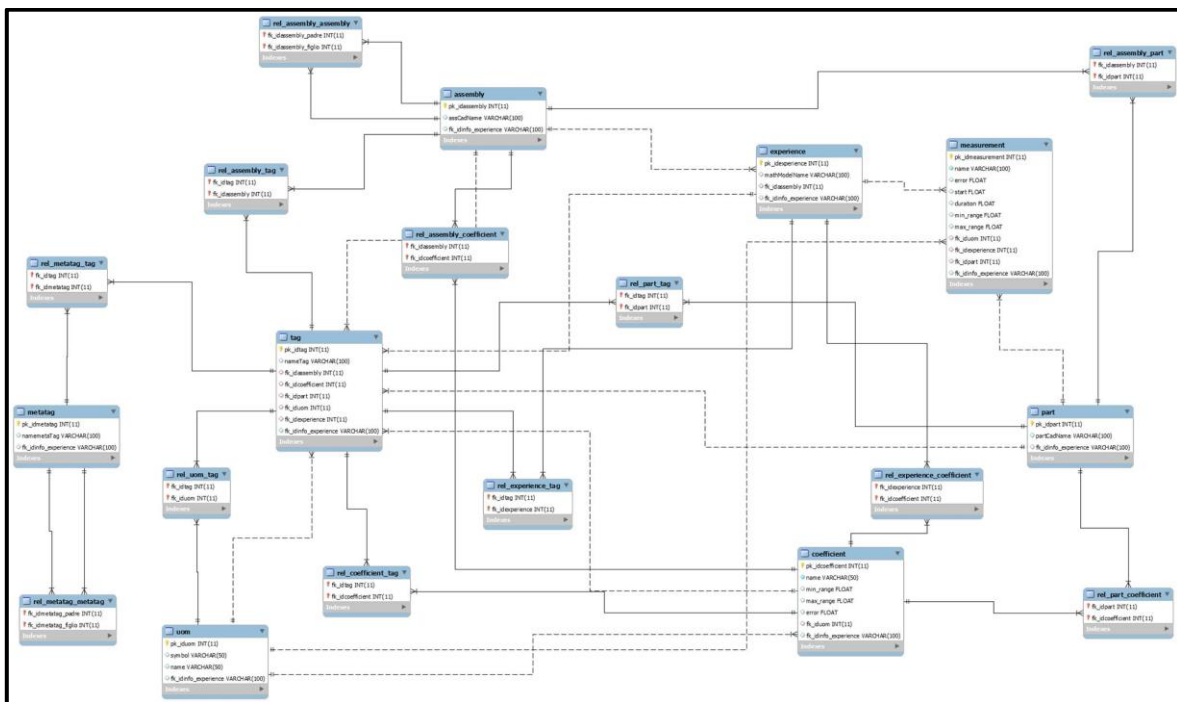 rel_assembly_assembly
fk_idassembly_padre INT(11)
fk_idassembly_figlio INT(11)
Indexes
rel_assembly_part
fk_idassembly INT(11)
fk_idpart INT(11)
Indexes
assembly
pk_idassembly INT(11)
assCadName VARCHAR(100)
fk_idinfo_experience VARCHAR(100)
Indexes
experience
pk_idexperience INT(11)
mathModelName VARCHAR(100)
fk_idassembly INT(11)
fk_idinfo_experience VARCHAR(100)
Indexes
measurement
pk_idmeasurement INT(11)
name VARCHAR(100)
error FLOAT
start FLOAT
duration FLOAT
min_range FLOAT
max_range FLOAT
fk_iduom INT(11)
fk_idexperience INT(11)
fk_idpart INT(11)
fk_idinfo_experience VARCHAR(100)
Indexes
rel_assembly_tag
fk_idtag INT(11)
fk_idassembly INT(11)
Indexes
rel_assembly_coefficient
fk_idassembly INT(11)
fk_idcoefficient INT(11)
Indexes
rel_metatag_tag
fk_idtag INT(11)
fk_idmetatag INT(11)
Indexes
rel_part_tag
fk_idtag INT(11)
fk_idpart INT(11)
Indexes
tag
pk_idtag INT(11)
nameTag VARCHAR(100)
fk_idassembly INT(11)
fk_idcoefficient INT(11)
fk_idpart INT(11)
fk_iduom INT(11)
fk_idexperience INT(11)
fk_idinfo_experience VARCHAR(100)
Indexes
metatag
pk_idmetatag INT(11)
namemetaTag VARCHAR(100)
fk_idinfo_experience VARCHAR(100)
Indexes
part
pk_idpart INT(11)
partCadName VARCHAR(100)
fk_idinfo_experience VARCHAR(100)
Indexes
rel_uom_tag
fk_idtag INT(11)
fk_iduom INT(11)
Indexes
rel_experience_tag
fk_idtag INT(11)
fk_idexperience INT(11)
Indexes
rel_experience_coefficient
fk_idexperience INT(11)
fk_idcoefficient INT(11)
Indexes
rel_coefficient_tag
fk_idtag INT(11)
fk_idcoefficient INT(11)
Indexes
coefficient
pk_idcoefficient INT(11)
name VARCHAR(50)
min_range FLOAT
max_range FLOAT
error FLOAT
fk_iduom INT(11)
fk_idinfo_experience VARCHAR(100)
Indexes
rel_part_coefficient
fk_idpart INT(11)
fk_idcoefficient INT(11)
Indexes
rel_metatag_metatag
fk_idmetatag_padre INT(11)
fk_idmetatag_figlio INT(11)
Indexes
uom
pk_iduom INT(11)
symbol VARCHAR(50)
name VARCHAR(50)
fk_idinfo_experience VARCHAR(100)
Indexes